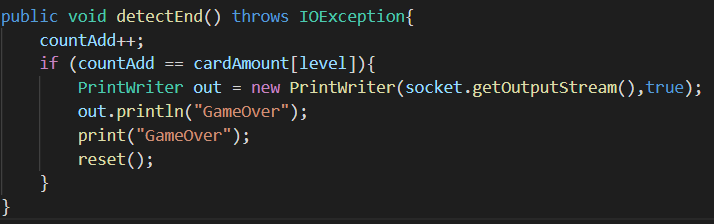 public void detectEnd() throws IOException{
    countAdd++;
    if (countAdd == cardAmount[level]){
        PrintWriter out = new PrintWriter(socket.getOutputStream(),true);
        out.println("GameOver");
        print("GameOver");
        reset();
    }
}